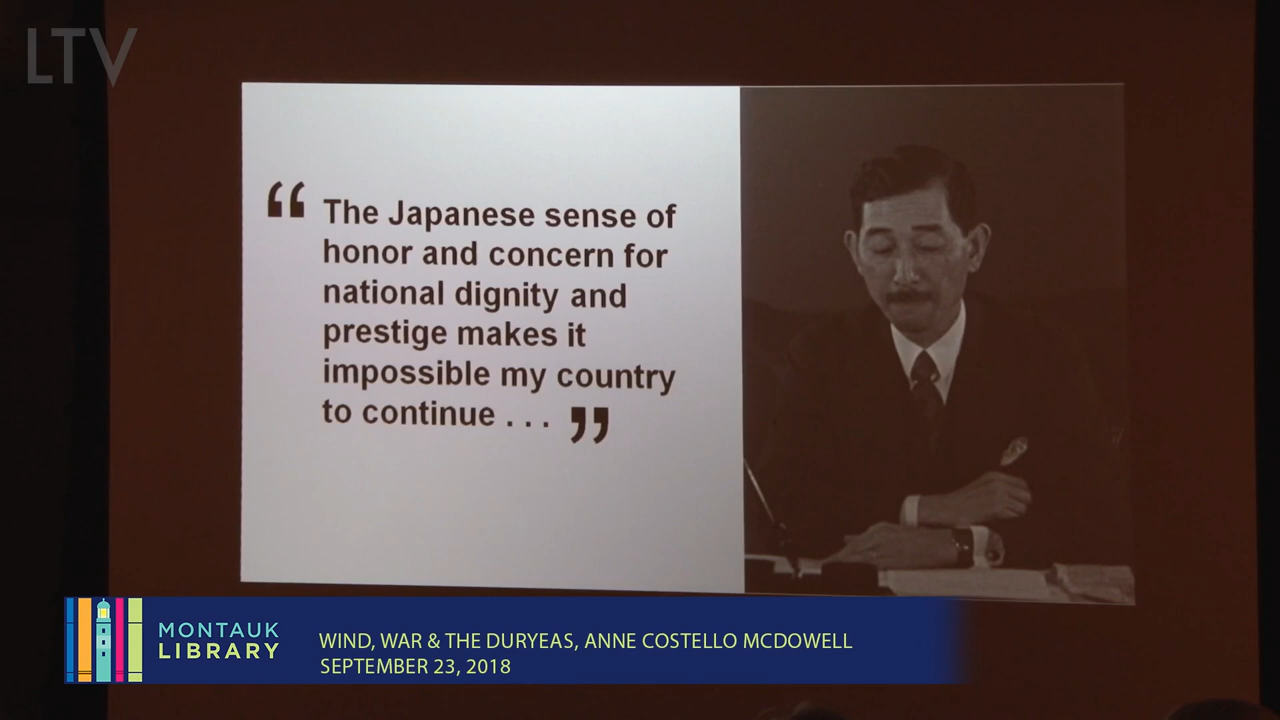 LTV
“ The Japanese sense of
honor and concern for
national dignity and
prestige makes it
impossible my country
to continue . . . ”
MONTAUK
LIBRARY
WIND, WAR & THE DURYEAS, ANNE COSTELLO MCDOWELL
SEPTEMBER 23, 2018